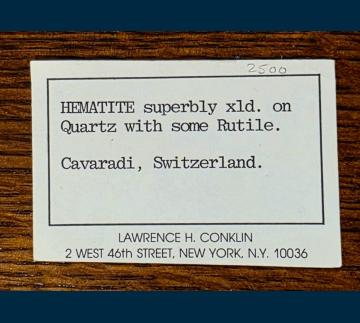 2500
HEMATITE superbly xld. on
Quartz with some Rutile.
Cavaradi, Switzerland.
LAWRENCE H. CONKLIN
2 WEST 46th STREET, NEW YORK, N.Y. 10036